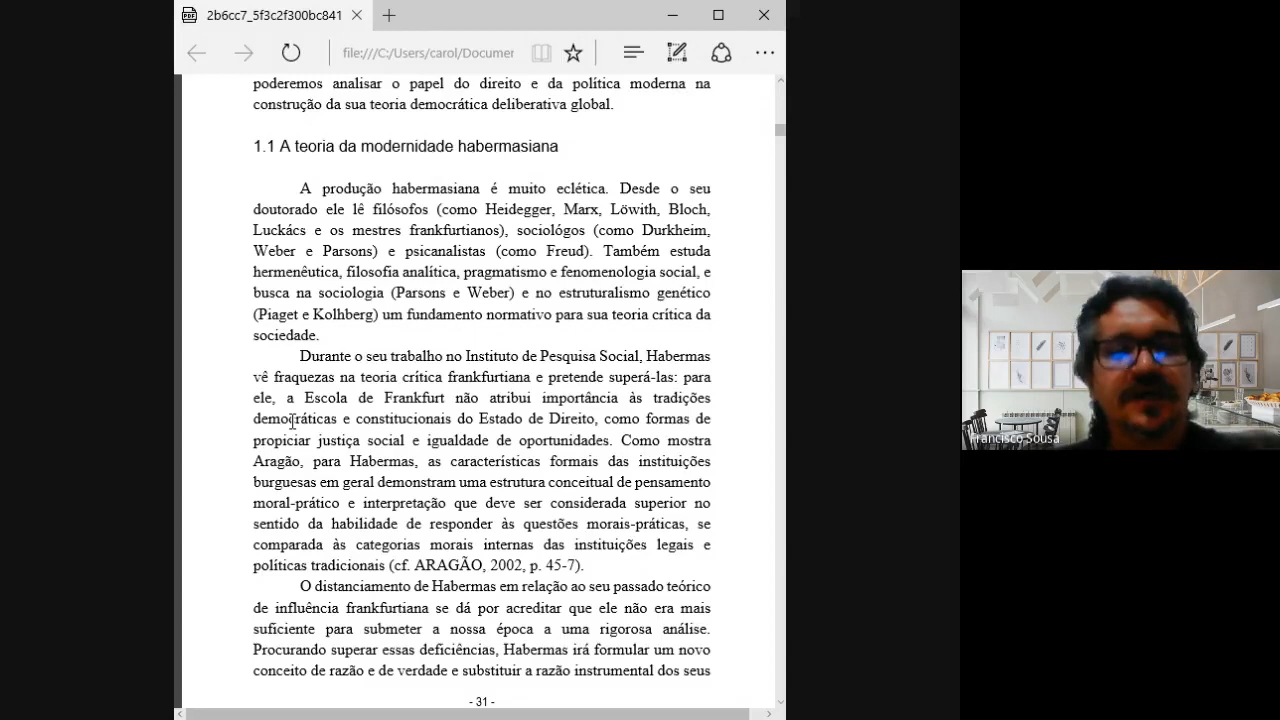 2b6cc7_5f3c2f300bc841
file:///C:/Users/carol/Documen
poderemos analisar o papel do direito e da política moderna na
construção da sua teoria democrática deliberativa global.
1.1 A teoria da modernidade habermasiana
A produção habermasiana é muito eclética. Desde o seu
doutorado ele lê filósofos (como Heidegger, Marx, Löwith, Bloch,
Luckács e os mestres frankfurtianos), sociológos (como Durkheim,
Weber e Parsons) e psicanalistas (como Freud). Também estuda
hermenêutica, filosofia analítica, pragmatismo e fenomenologia social, e
busca na sociologia (Parsons e Weber) e no estruturalismo genético
(Piaget e Kolhberg) um fundamento normativo para sua teoria crítica da
sociedade.
Durante o seu trabalho no Instituto de Pesquisa Social, Habermas
vê fraquezas na teoria crítica frankfurtiana e pretende superá-las: para
ele, a Escola de Frankfurt não atribui importância às tradições
democráticas e constitucionais do Estado de Direito, como formas de
propiciar justiça social e igualdade de oportunidades. Como mostra
Aragão, para Habermas, as características formais das instituições
burguesas em geral demonstram uma estrutura conceitual de pensamento
moral-prático e interpretação que deve ser considerada superior no
sentido da habilidade de responder às questões morais-práticas, se
comparada às categorias morais internas das instituições legais e
políticas tradicionais (cf. ARAGÃO, 2002, p. 45-7).
O distanciamento de Habermas em relação ao seu passado teórico
de influência frankfurtiana se dá por acreditar que ele não era mais
suficiente para submeter a nossa época a uma rigorosa análise.
Procurando superar essas deficiências, Habermas irá formular um novo
conceito de razão e de verdade e substituir a razão instrumental dos seus
- 31 -
Francisco Sousa